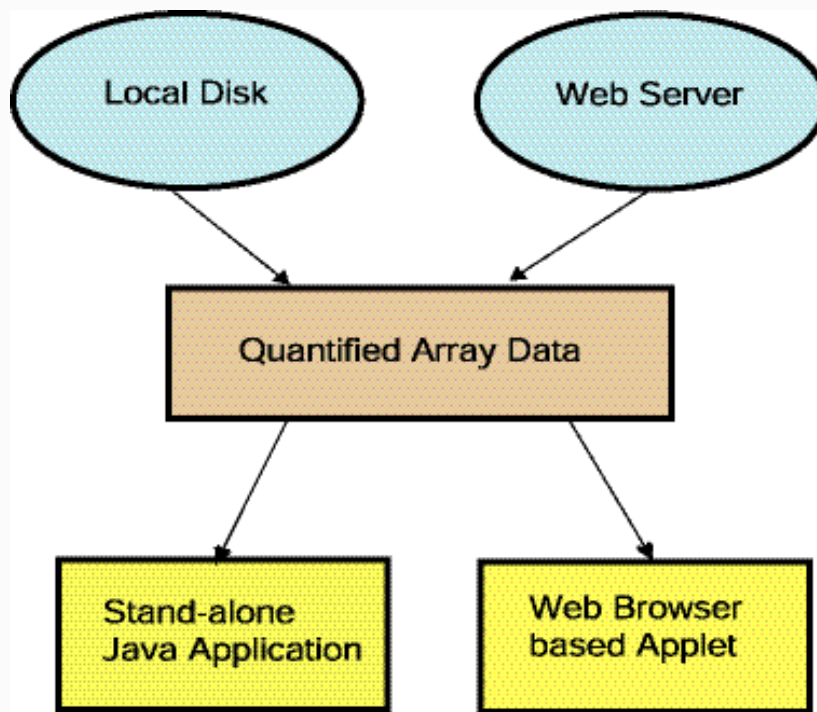 Local Disk
Web Server
Quantified Array Data
Stand-alone
Java Application
Web Browser
based Applet